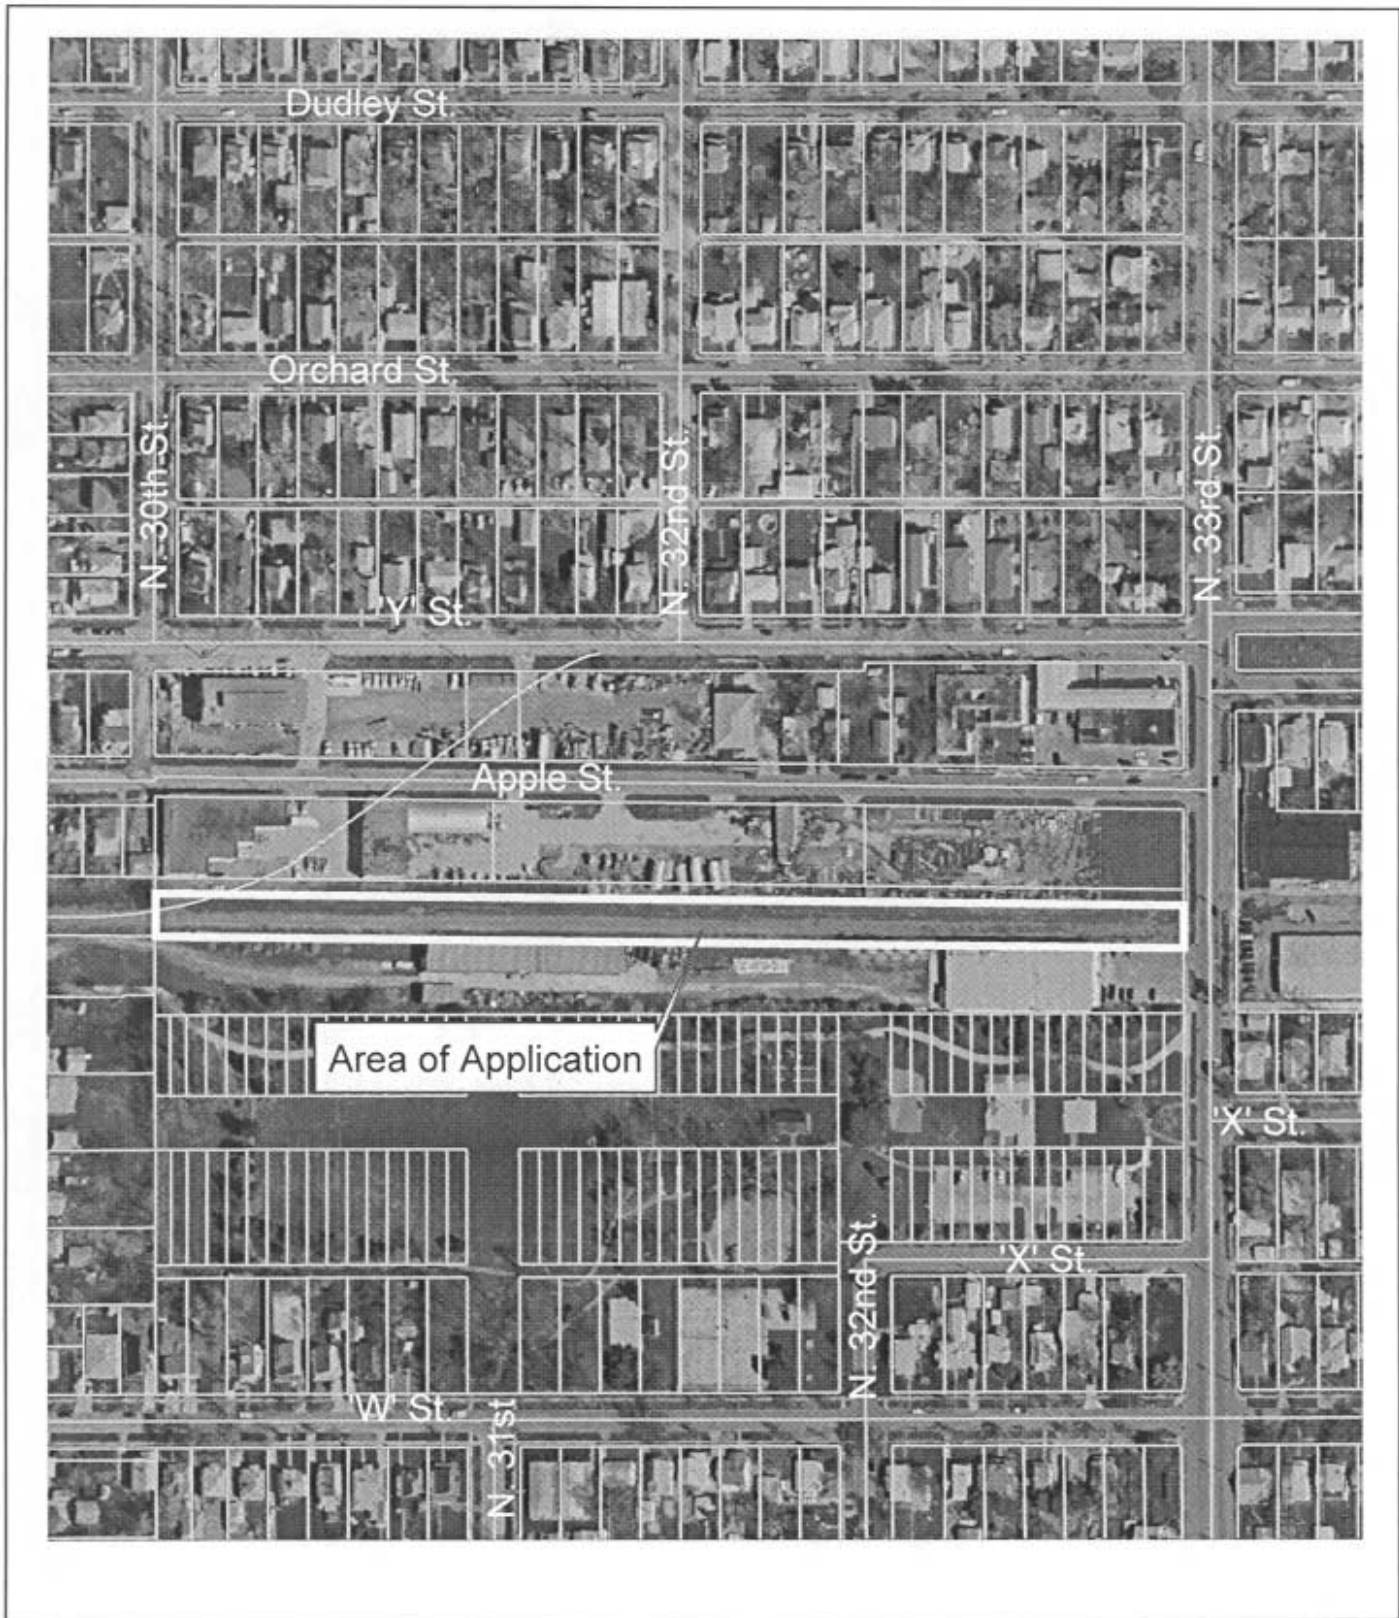 Dudley St.
Orchard St.
N. 30th St.
N. 32nd St.
N. 33rd St.
'Y' St.
Apple St.
Area of Application
'X' St.
'X' St.
N. 32nd St.
'W' St.
N. 31st